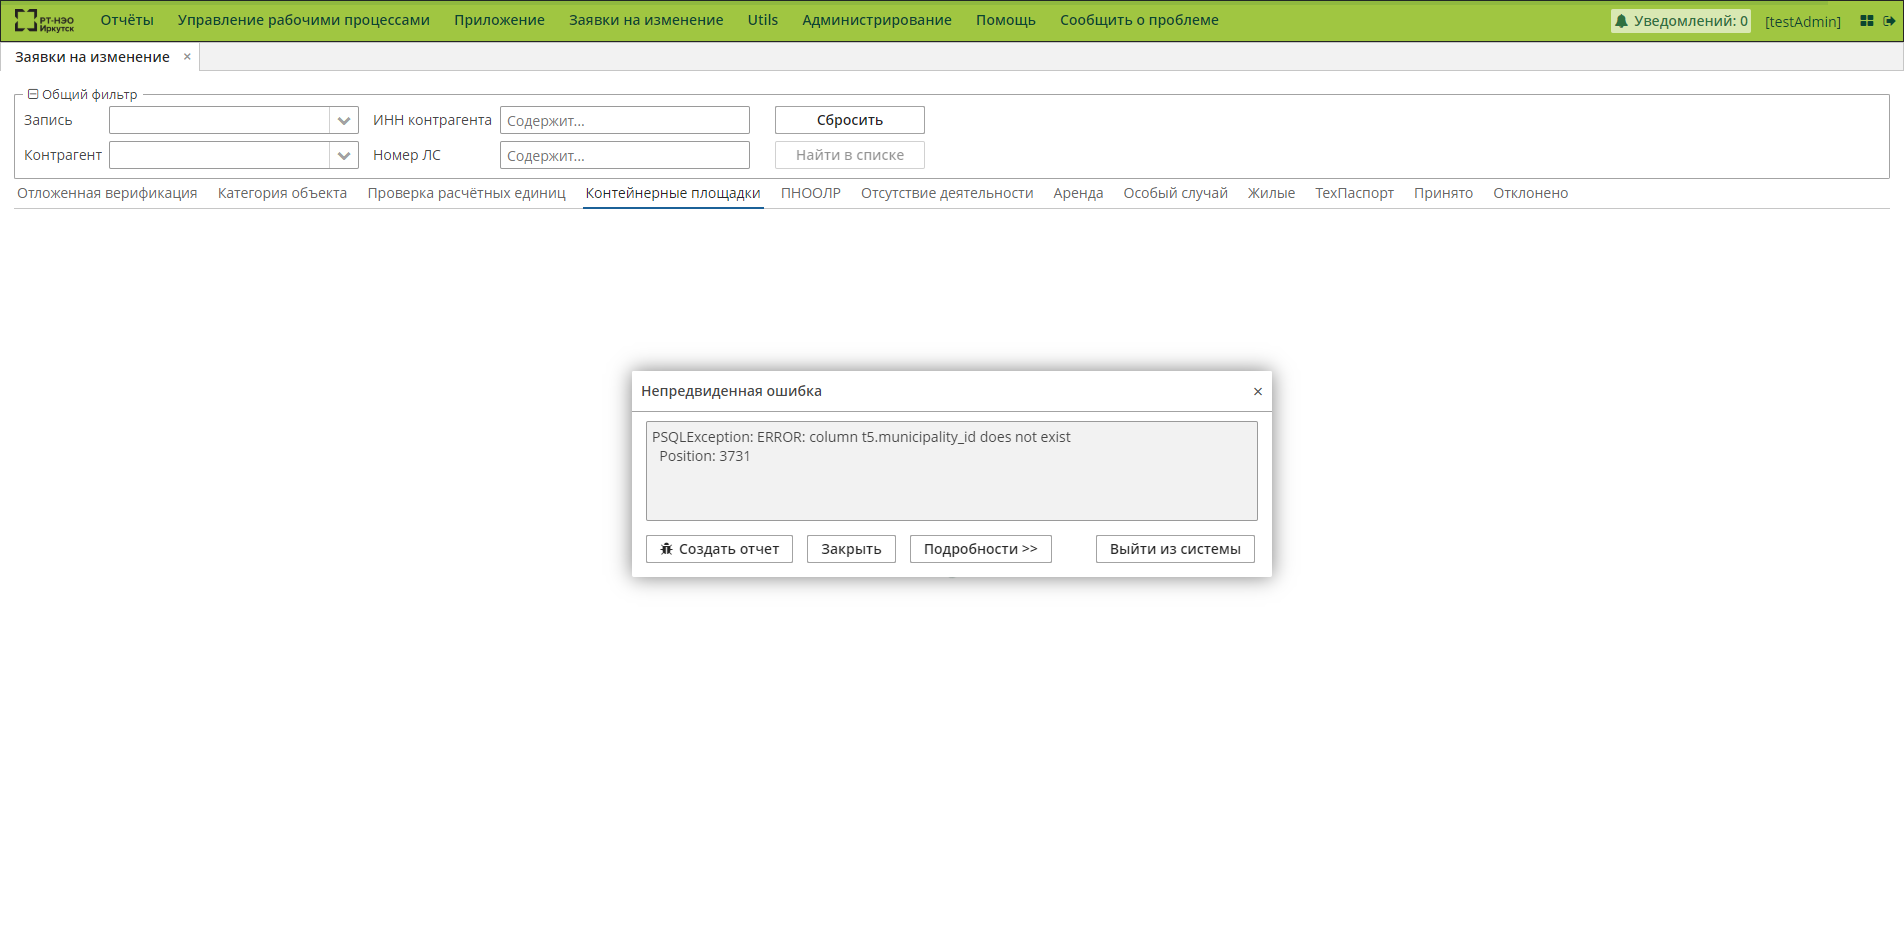 РТ-НЭО
Иркутск
Отчёты Управление рабочими процессами Приложение Заявки на изменение Utils Администрирование Помощь Сообщить о проблеме Уведомлений: 0 [testAdmin]
Заявки на изменение ×
Общий фильтр
Запись ИНН контрагента Содержит... Сбросить
Контрагент Номер ЛС Содержит... Найти в списке
Отложенная верификация Категория объекта Проверка расчётных единиц Контейнерные площадки ПНООЛР Отсутствие деятельности Аренда Особый случай Жилые ТехПаспорт Принято Отклонено
Непредвиденная ошибка ×
PSQLException: ERROR: column t5.municipality_id does not exist
Position: 3731
Создать отчет Закрыть Подробности >> Выйти из системы